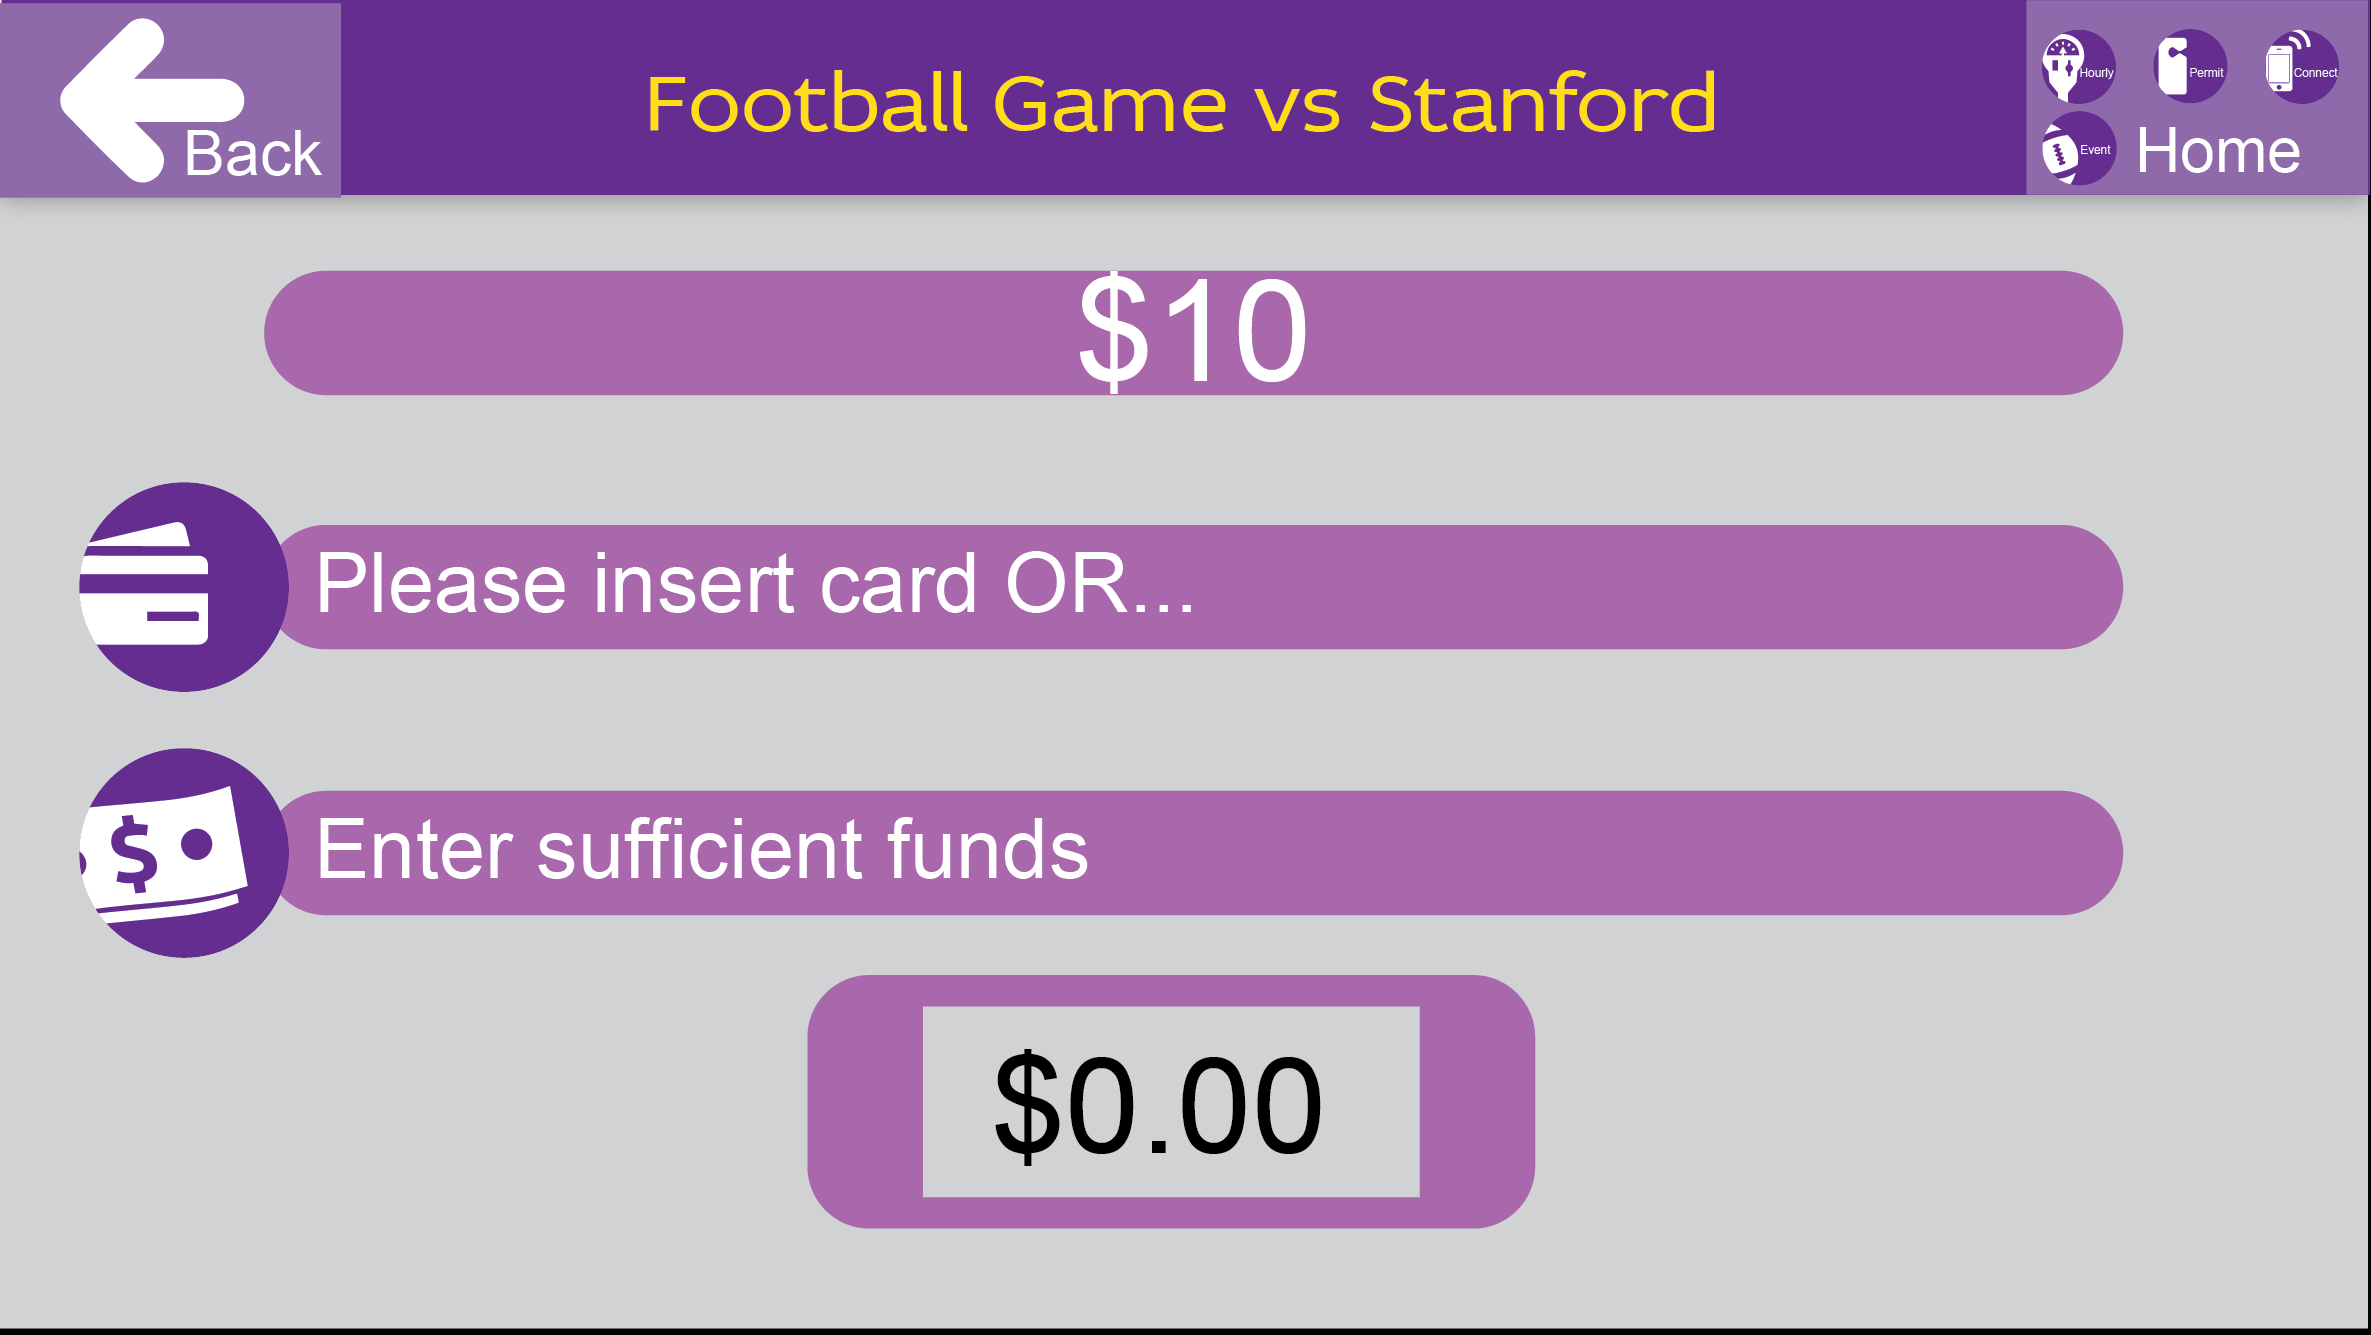 Back
Football Game vs Stanford
Hourly
Permit
Connect
Event
Home
$10
Please insert card OR...
$
Enter sufficient funds
$0.00